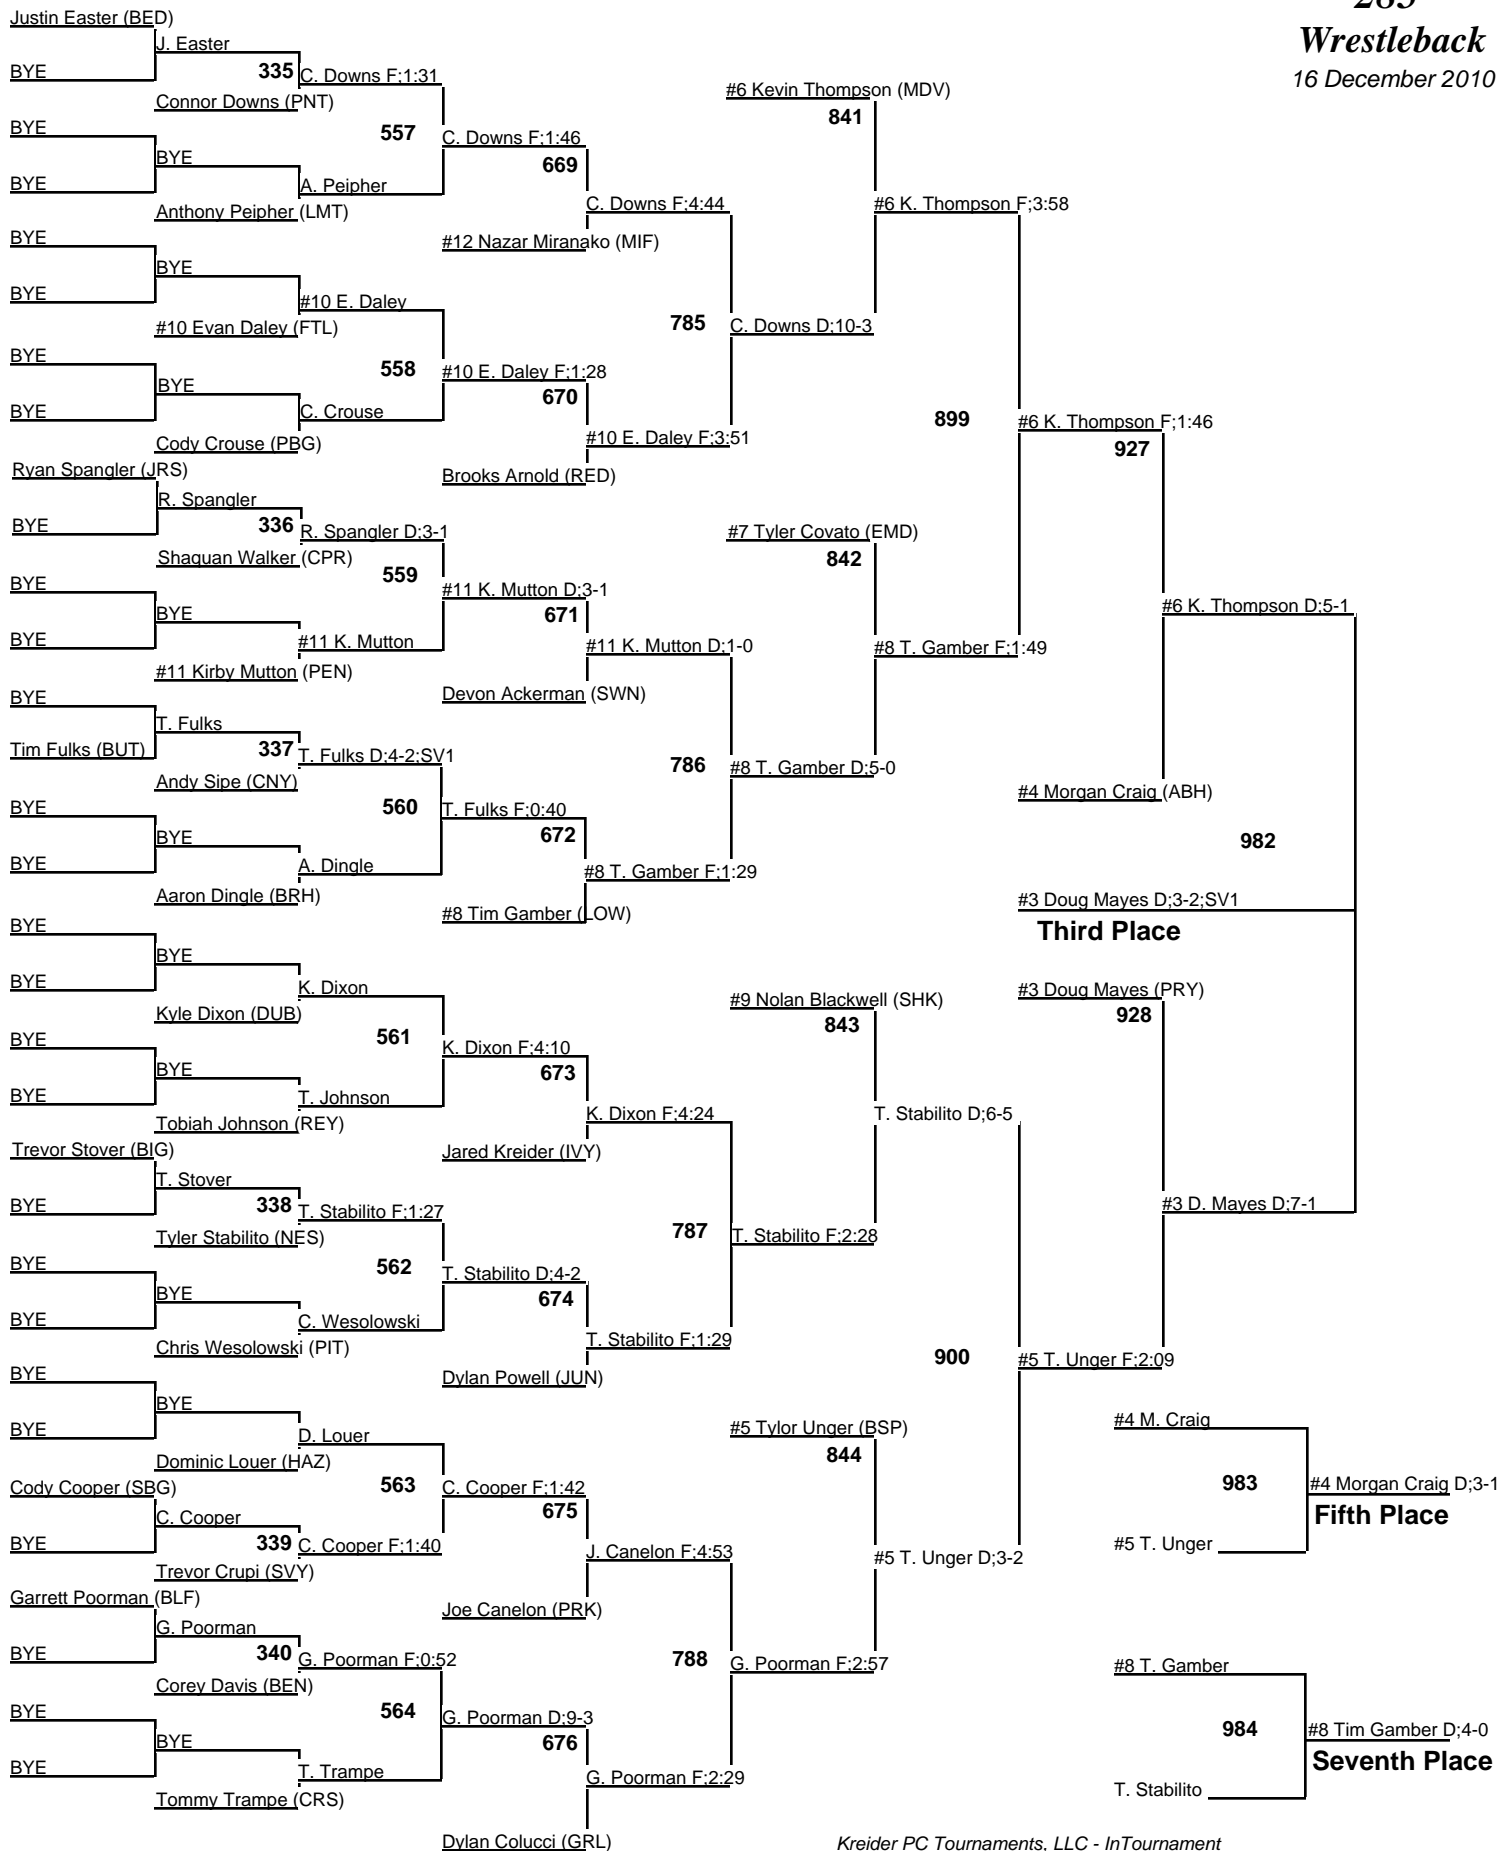 285
Wrestleback
16 December 2010
Justin Easter (BED)
J. Easter
BYE
335
C. Downs F;1:31
Connor Downs (PNT)
BYE
557
C. Downs F;1:46
BYE
669
BYE
A. Peipher
Anthony Peipher (LMT)
C. Downs F;4:44
#12 Nazar Miranako (MIF)
BYE
BYE
BYE
#10 E. Daley
#10 Evan Daley (FTL)
785
C. Downs D;10-3
BYE
558
#10 E. Daley F;1:28
BYE
670
BYE
C. Crouse
Cody Crouse (PBG)
#10 E. Daley F;3:51
Brooks Arnold (RED)
#6 Kevin Thompson (MDV)
841
#6 K. Thompson F;3:58
899
#6 K. Thompson F;1:46
927
Ryan Spangler (JRS)
R. Spangler
BYE
336
R. Spangler D;3-1
Shaquan Walker (CPR)
559
BYE
#11 K. Mutton D;3-1
BYE
671
BYE
#11 K. Mutton
#11 Kirby Mutton (PEN)
#11 K. Mutton D;1-0
Devon Ackerman (SWN)
#7 Tyler Covato (EMD)
842
#8 T. Gamber F;1:49
#6 K. Thompson D;5-1
BYE
T. Fulks
Tim Fulks (BUT)
337
T. Fulks D;4-2;SV1
Andy Sipe (CNY)
786
#8 T. Gamber D;5-0
560
BYE
T. Fulks F;0:40
672
BYE
BYE
A. Dingle
Aaron Dingle (BRH)
#8 T. Gamber F;1:29
#8 Tim Gamber (LOW)
#4 Morgan Craig (ABH)
982
#3 Doug Mayes D;3-2;SV1
Third Place
BYE
BYE
BYE
K. Dixon
Kyle Dixon (DUB)
561
BYE
K. Dixon F;4:10
673
BYE
BYE
T. Johnson
Tobiah Johnson (REY)
K. Dixon F;4:24
Jared Kreider (IVY)
#9 Nolan Blackwell (SHK)
843
T. Stabilito D;6-5
#3 Doug Mayes (PRY)
928
#3 D. Mayes D;7-1
Trevor Stover (BIG)
T. Stover
BYE
338
T. Stabilito F;1:27
Tyler Stabilito (NES)
787
T. Stabilito F;2:28
562
BYE
T. Stabilito D;4-2
674
BYE
BYE
C. Wesolowski
Chris Wesolowski (PIT)
T. Stabilito F;1:29
Dylan Powell (JUN)
900
#5 T. Unger F;2:09
BYE
BYE
BYE
D. Louer
Dominic Louer (HAZ)
563
Cody Cooper (SBG)
C. Cooper F;1:42
675
C. Cooper
BYE
339
C. Cooper F;1:40
Trevor Crupi (SVY)
J. Canelon F;4:53
Joe Canelon (PRK)
#5 Tylor Unger (BSP)
844
#5 T. Unger D;3-2
#4 M. Craig
983
#4 Morgan Craig D;3-1
Fifth Place
#5 T. Unger
Garrett Poorman (BLF)
G. Poorman
BYE
340
G. Poorman F;0:52
Corey Davis (BEN)
788
G. Poorman F;2:57
564
BYE
G. Poorman D;9-3
676
BYE
BYE
T. Trampe
Tommy Trampe (CRS)
G. Poorman F;2:29
Dylan Colucci (GRL)
#8 T. Gamber
984
#8 Tim Gamber D;4-0
Seventh Place
T. Stabilito
Kreider PC Tournaments, LLC - InTournament